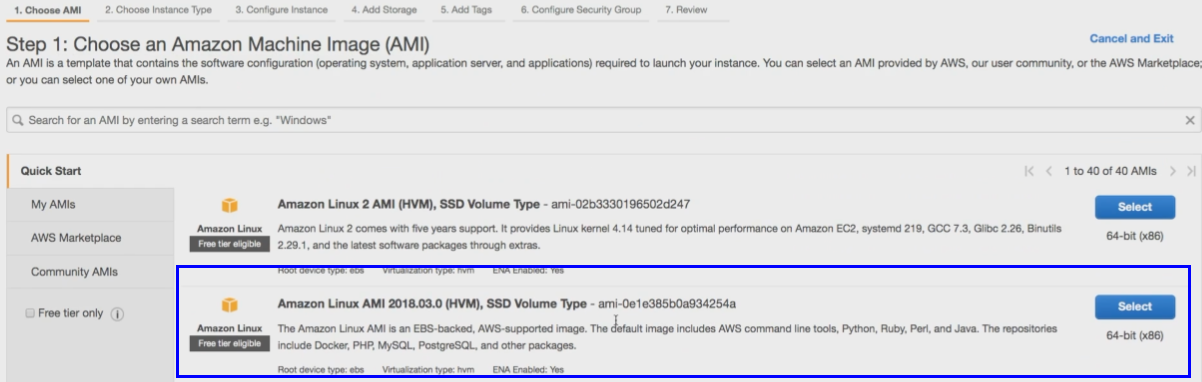 1. Choose AMI 2. Choose Instance Type 3. Configure Instance 4. Add Storage 5. Add Tags 6. Configure Security Group 7. Review
Step 1: Choose an Amazon Machine Image (AMI)
Cancel and Exit
An AMI is a template that contains the software configuration (operating system, application server, and applications) required to launch your instance. You can select an AMI provided by AWS, our user community, or the AWS Marketplace;
or you can select one of your own AMIs.
Search for an AMI by entering a search term e.g. "Windows"
Quick Start
1 to 40 of 40 AMIs
My AMIs
AWS Marketplace
Community AMIs
Free tier only
Amazon Linux
Free tier eligible
Amazon Linux 2 AMI (HVM), SSD Volume Type - ami-02b3330196502d247
Amazon Linux 2 comes with five years support. It provides Linux kernel 4.14 tuned for optimal performance on Amazon EC2, systemd 219, GCC 7.3, Glibc 2.26, Binutils
2.29.1, and the latest software packages through extras.
Root device type: ebs Virtualization type: hvm ENA Enabled: Yes
Select
64-bit (x86)
Amazon Linux
Free tier eligible
Amazon Linux AMI 2018.03.0 (HVM), SSD Volume Type - ami-0e1e385b0a934254a
The Amazon Linux AMI is an EBS-backed, AWS-supported image. The default image includes AWS command line tools, Python, Ruby, Perl, and Java. The repositories
include Docker, PHP, MySQL, PostgreSQL, and other packages.
Root device type: ebs Virtualization type: hvm ENA Enabled: Yes
Select
64-bit (x86)